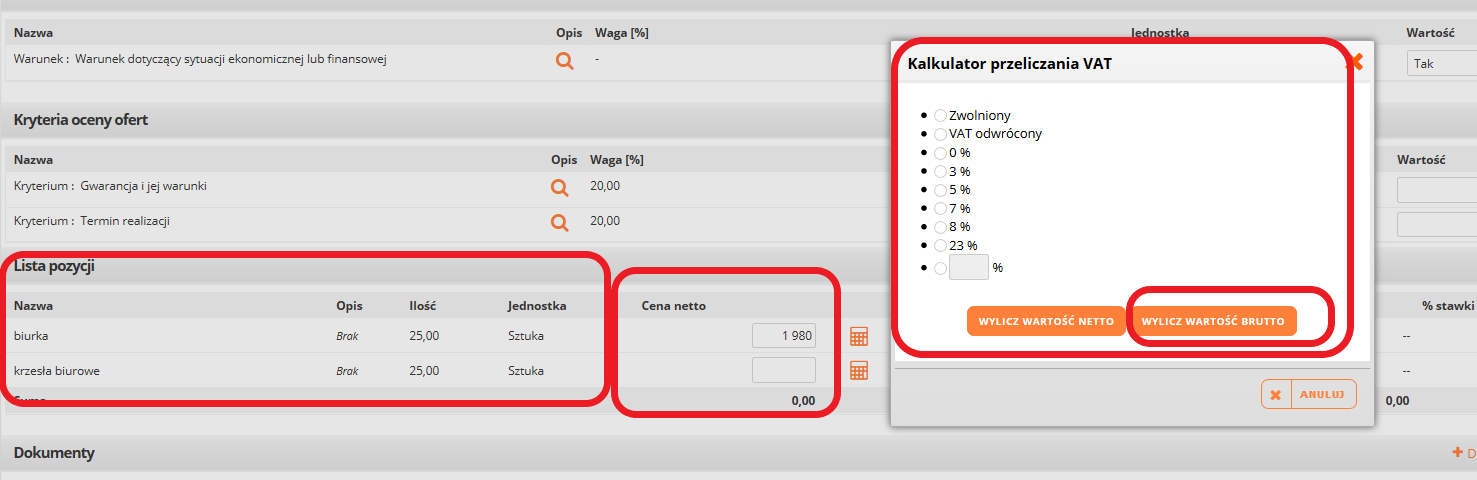 Nazwa Opis Waga [%] Jednostka Wartość
Warunek : Warunek dotyczący sytuacji ekonomicznej lub finansowej - Tak
Kryteria oceny ofert
Nazwa Opis Waga [%] Wartość
Kryterium : Gwarancja i jej warunki 20,00
Kryterium : Termin realizacji 20,00
Lista pozycji
Nazwa Opis Ilość Jednostka Cena netto % stawki
biurka Brak 25,00 Sztuka 1 980 --
krzesła biurowe Brak 25,00 Sztuka --
Suma 0,00 0,00
Dokumenty
+ D
Kalkulator przeliczania VAT
Zwolniony
VAT odwrócony
0 %
3 %
5 %
7 %
8 %
23 %
%
WYLICZ WARTOŚĆ NETTO WYLICZ WARTOŚĆ BRUTTO
ANULUJ